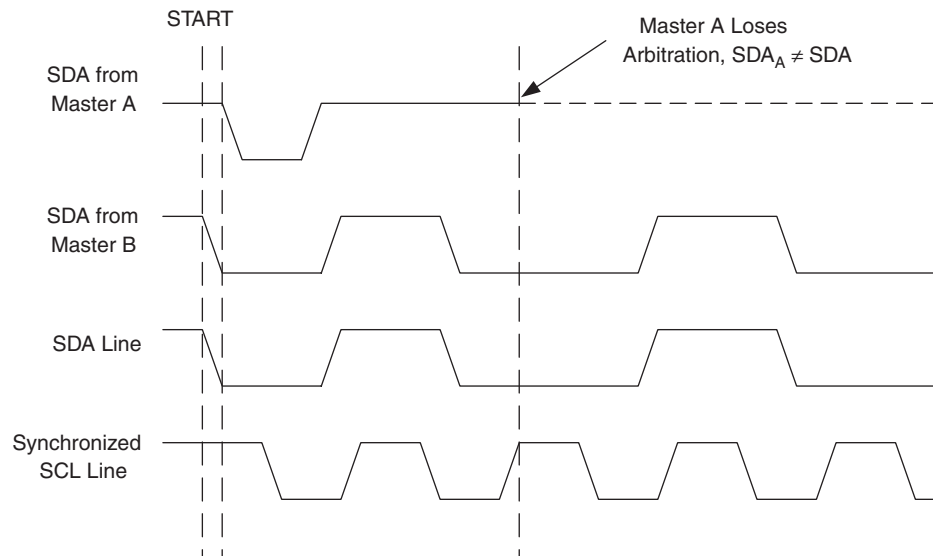 START
Master A Loses
Arbitration, SDA_A ≠ SDA
SDA from
Master A
SDA from
Master B
SDA Line
Synchronized
SCL Line